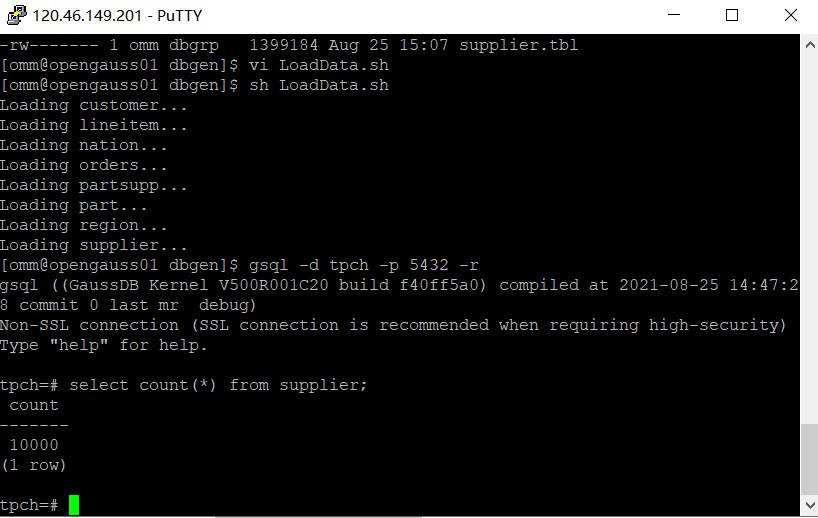 120.46.149.201 - PuTTY
-rw------- 1 omm dbgrp   1399184 Aug 25 15:07 supplier.tbl
[omm@opengauss01 dbgen]$ vi LoadData.sh
[omm@opengauss01 dbgen]$ sh LoadData.sh
Loading customer...
Loading lineitem...
Loading nation...
Loading orders...
Loading partsupp...
Loading part...
Loading region...
Loading supplier...
[omm@opengauss01 dbgen]$ gsql -d tpch -p 5432 -r
gsql ((GaussDB Kernel V500R001C20 build f40ff5a0) compiled at 2021-08-25 14:47:2
8 commit 0 last mr  debug)
Non-SSL connection (SSL connection is recommended when requiring high-security)
Type "help" for help.
tpch=# select count(*) from supplier;
 count
-------
 10000
(1 row)
tpch=#